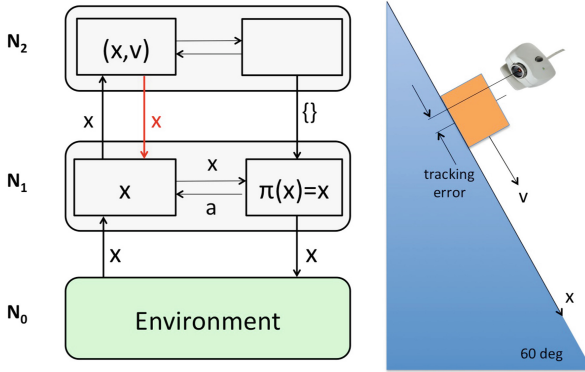 N₂
(x,v)
x
x
{}
N₁
x
x
a
π(x)=x
x
x
N₀
Environment
tracking
error
v
x
60 deg